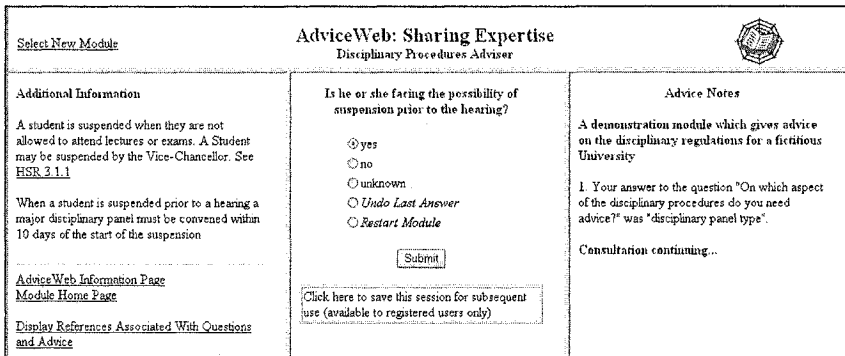 Select New Module
AdviceWeb: Sharing Expertise
Disciplinary Procedures Adviser
Additional Information
A student is suspended when they are not
allowed to attend lectures or exams. A Student
may be suspended by the Vice-Chancellor. See
HSR 3.1.1
When a student is suspended prior to a hearing a
major disciplinary panel must be convened within
10 days of the start of the suspension
AdviceWeb Information Page
Module Home Page
Display References Associated With Questions
and Advice
Is he or she facing the possibility of
suspension prior to the hearing?
yes
no
unknown
Undo Last Answer
Restart Module
Submit
Click here to save this session for subsequent
use (available to registered users only)
Advice Notes
A demonstration module which gives advice
on the disciplinary regulations for a fictitious
University
1. Your answer to the question "On which aspect
of the disciplinary procedures do you need
advice?" was "disciplinary panel type".
Consultation continuing...